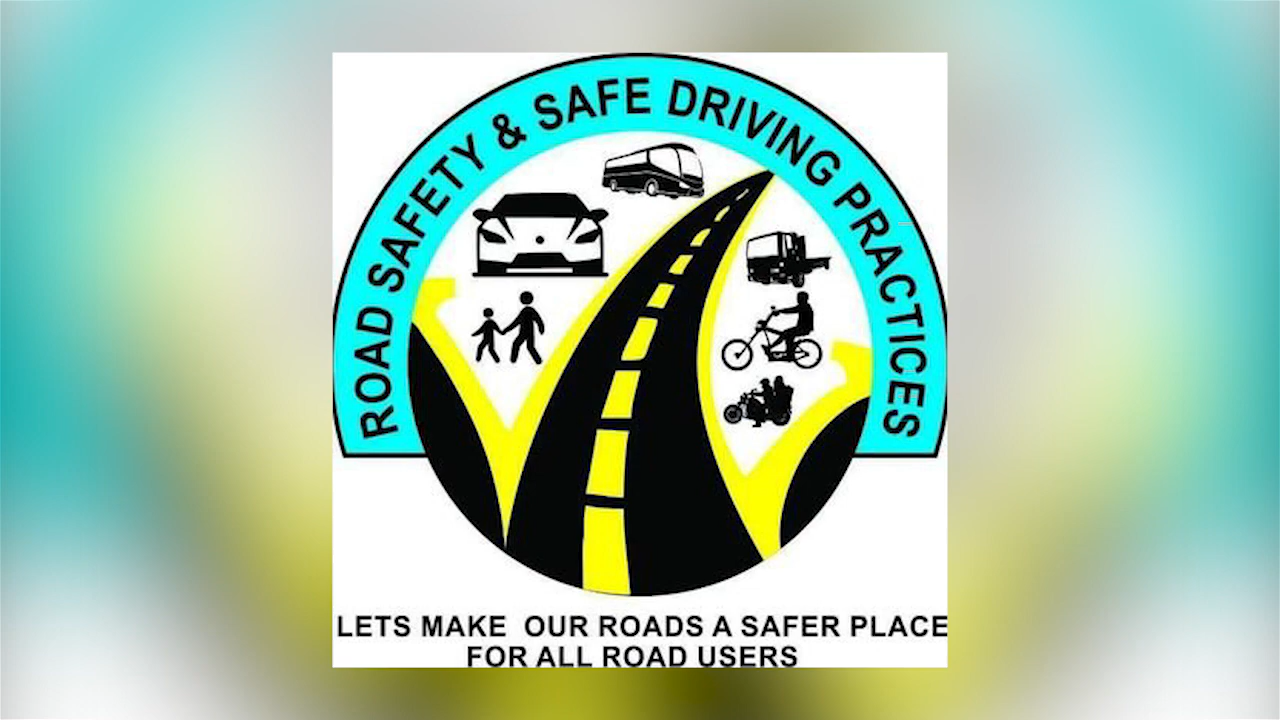 ROAD SAFETY & SAFE DRIVING PRACTICES
LETS MAKE OUR ROADS A SAFER PLACE
FOR ALL ROAD USERS